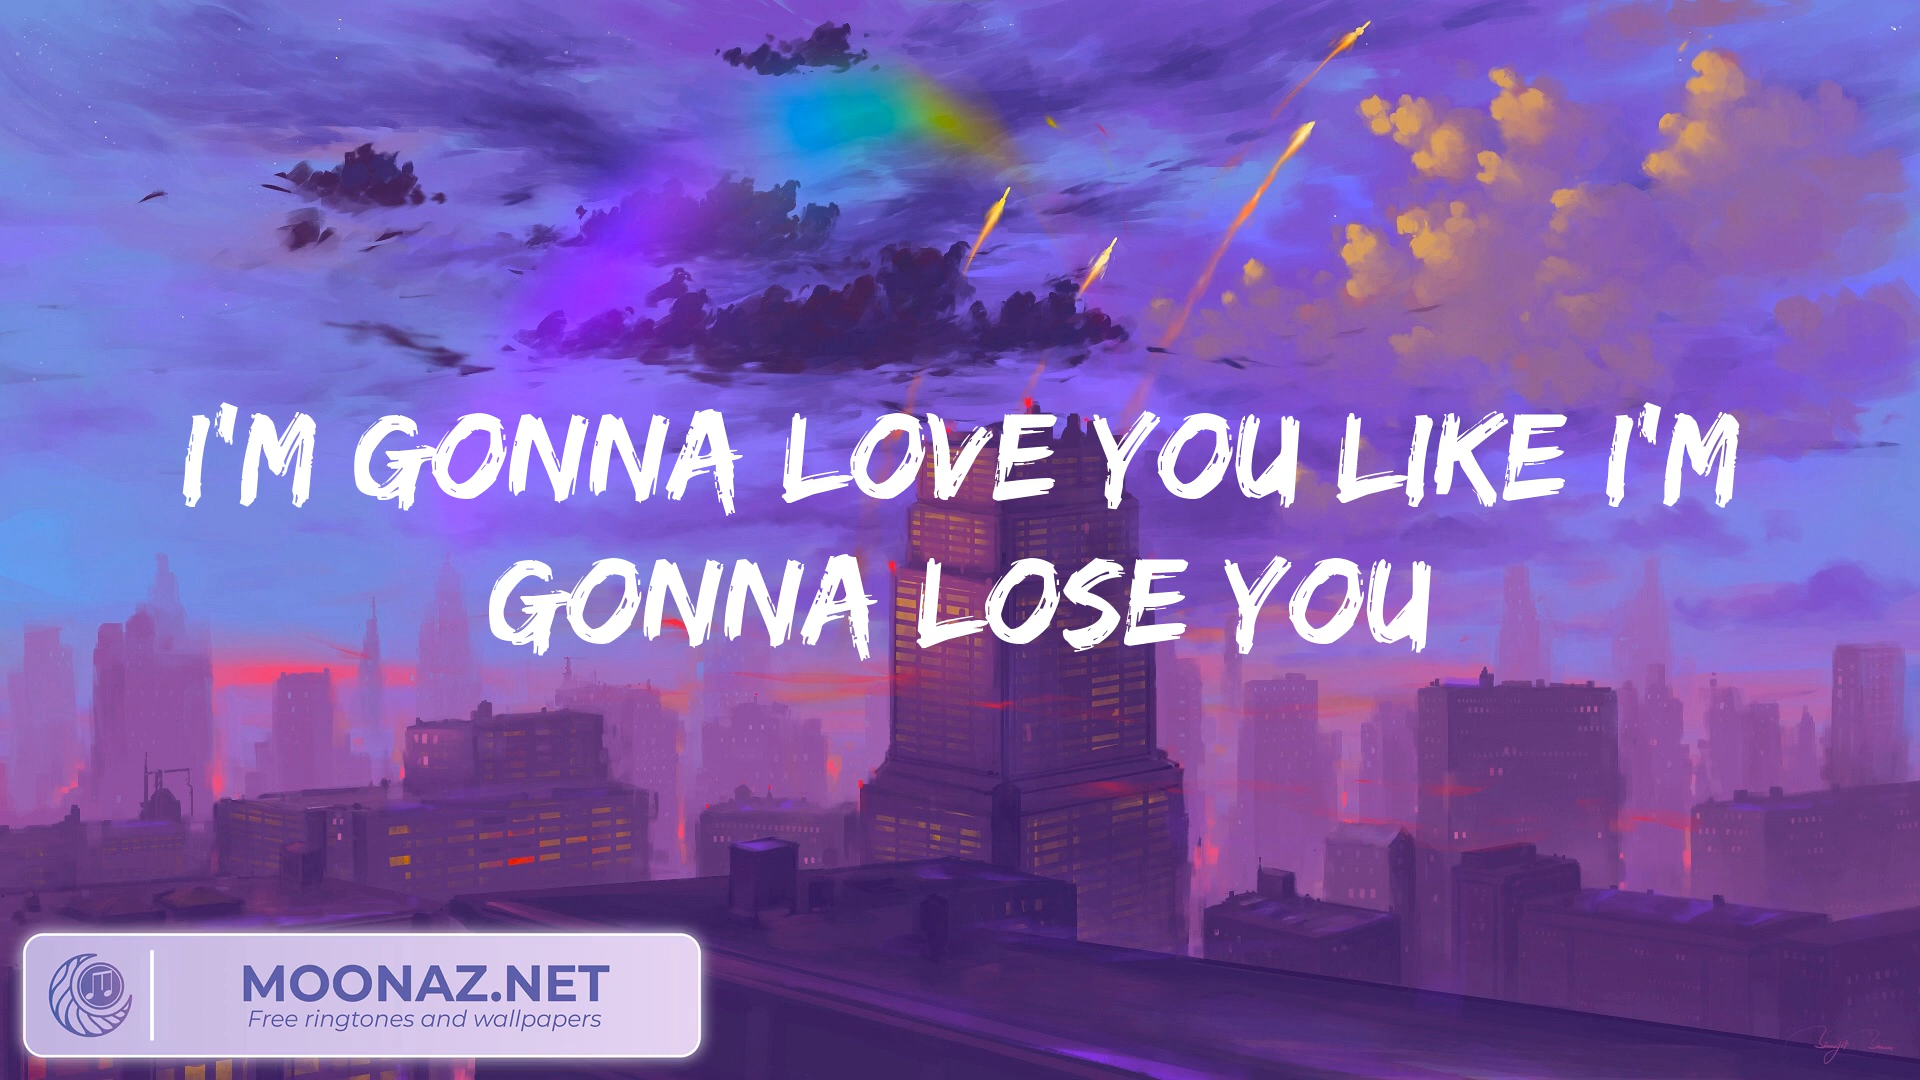 I'M GONNA LOVE YOU LIKE I'M
GONNA LOSE YOU
MOONAZ.NET
Free ringtones and wallpapers